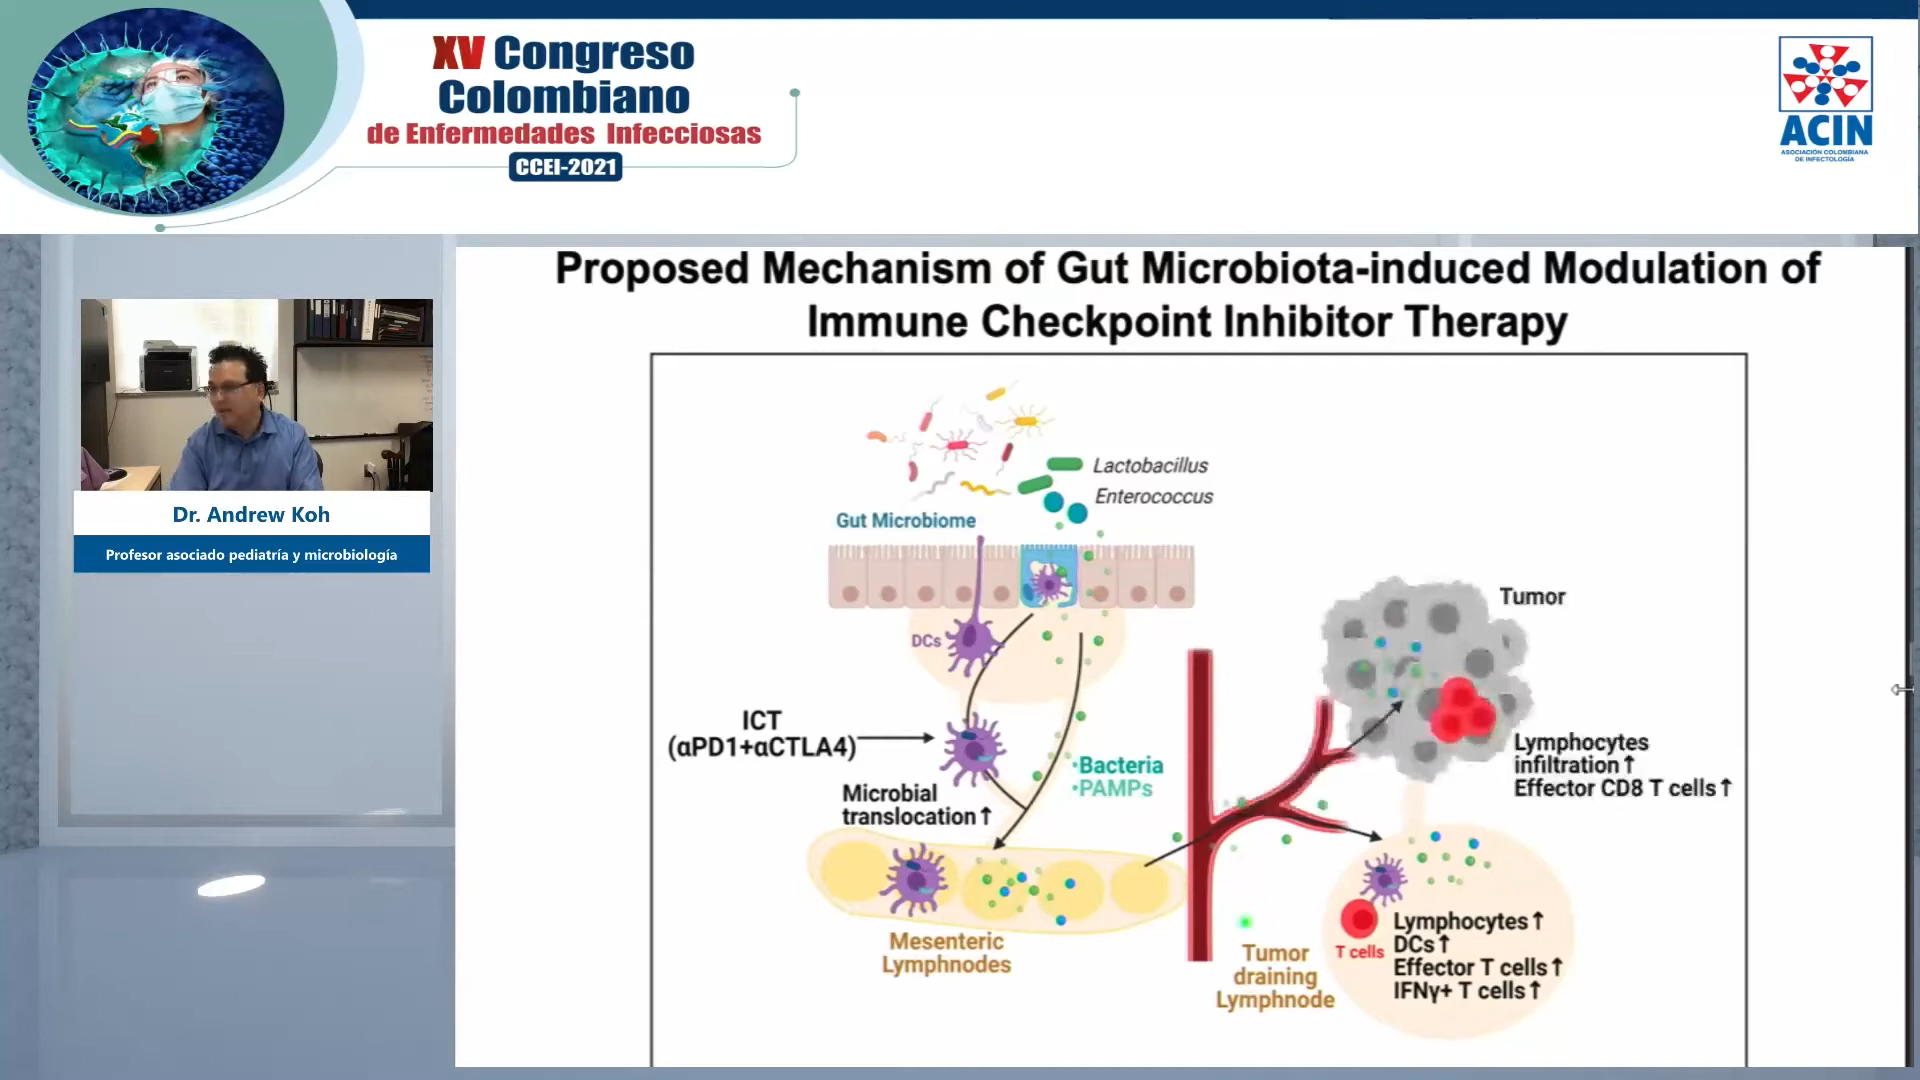 XV Congreso
Colombiano
de Enfermedades Infecciosas
CCEI-2021
ACIN
ASOCIACIÓN COLOMBIANA
DE INFECTOLOGÍA
Dr. Andrew Koh
Profesor asociado pediatría y microbiología
Proposed Mechanism of Gut Microbiota-induced Modulation of
Immune Checkpoint Inhibitor Therapy
Lactobacillus
Enterococcus
Gut Microbiome
DCs
ICT
(αPD1+αCTLA4)
Microbial
translocation↑
•Bacteria
•PAMPs
Mesenteric
Lymphnodes
Tumor
Lymphocytes
infiltration↑
Effector CD8 T cells↑
Tumor
draining
Lymphnode
T cells
Lymphocytes↑
DCs↑
Effector T cells↑
IFNγ+ T cells↑